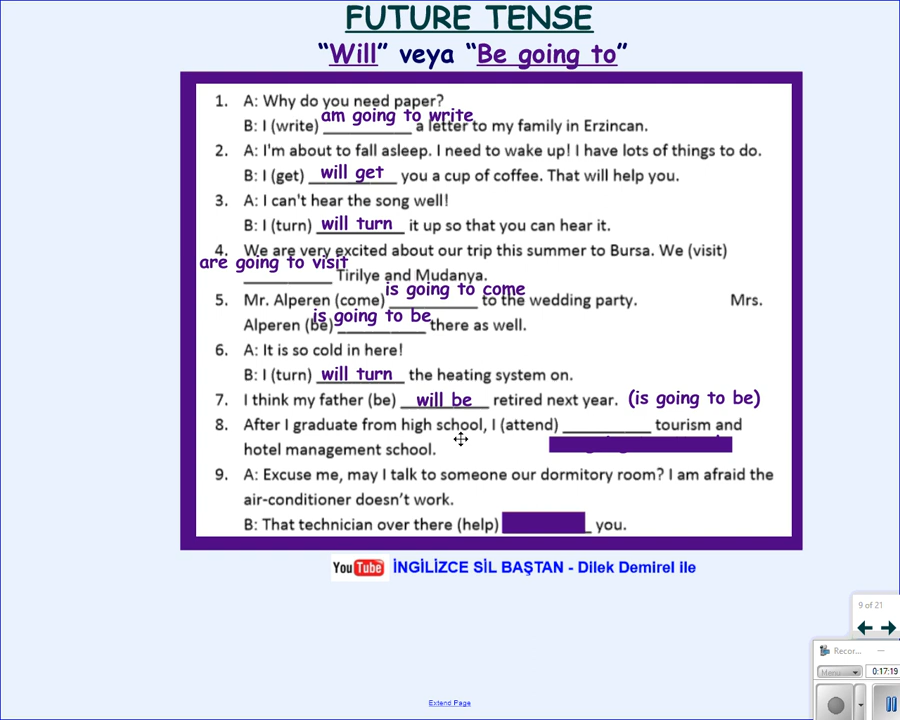 FUTURE TENSE
“Will” veya “Be going to”
1. A: Why do you need paper?
am going to write
B: I (write) ____________ a letter to my family in Erzincan.
2. A: I'm about to fall asleep. I need to wake up! I have lots of things to do.
B: I (get) will get you a cup of coffee. That will help you.
3. A: I can't hear the song well!
B: I (turn) will turn it up so that you can hear it.
4. We are very excited about our trip this summer to Bursa. We (visit)
are going to visit
____________ Tirilye and Mudanya.
is going to come
5. Mr. Alperen (come) ____________ to the wedding party. Mrs.
is going to be
Alperen (be) ____________ there as well.
6. A: It is so cold in here!
B: I (turn) will turn the heating system on.
7. I think my father (be) will be retired next year. (is going to be)
8. After I graduate from high school, I (attend) ____________ tourism and
hotel management school.
9. A: Excuse me, may I talk to someone our dormitory room? I am afraid the
air-conditioner doesn’t work.
B: That technician over there (help) _ you.
YouTube İNGİLİZCE SİL BAŞTAN - Dilek Demirel ile
9 of 21
Recor...
Menu
0:17:19
Extend Page